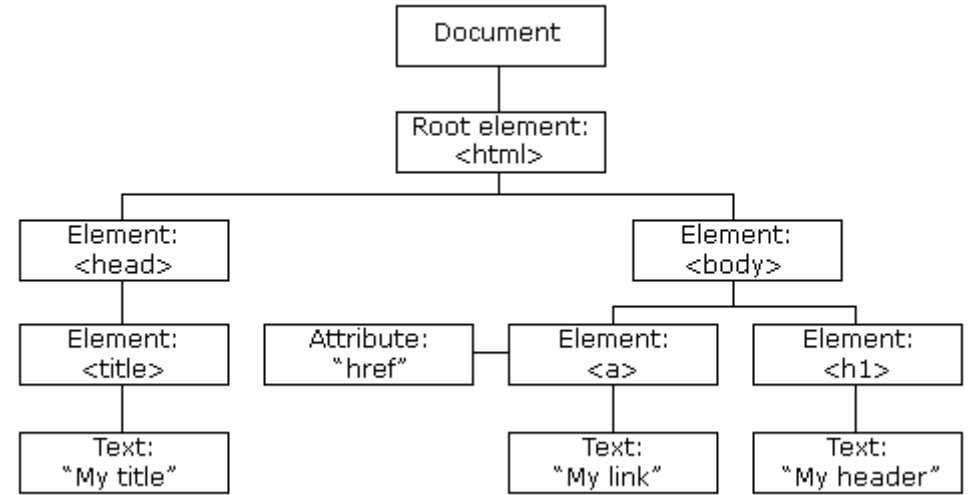 Document
Root element:
<html>
Element:
<head>
Element:
<body>
Element:
<title>
Attribute:
“href”
Element:
<a>
Element:
<h1>
Text:
“My title”
Text:
“My link”
Text:
“My header”